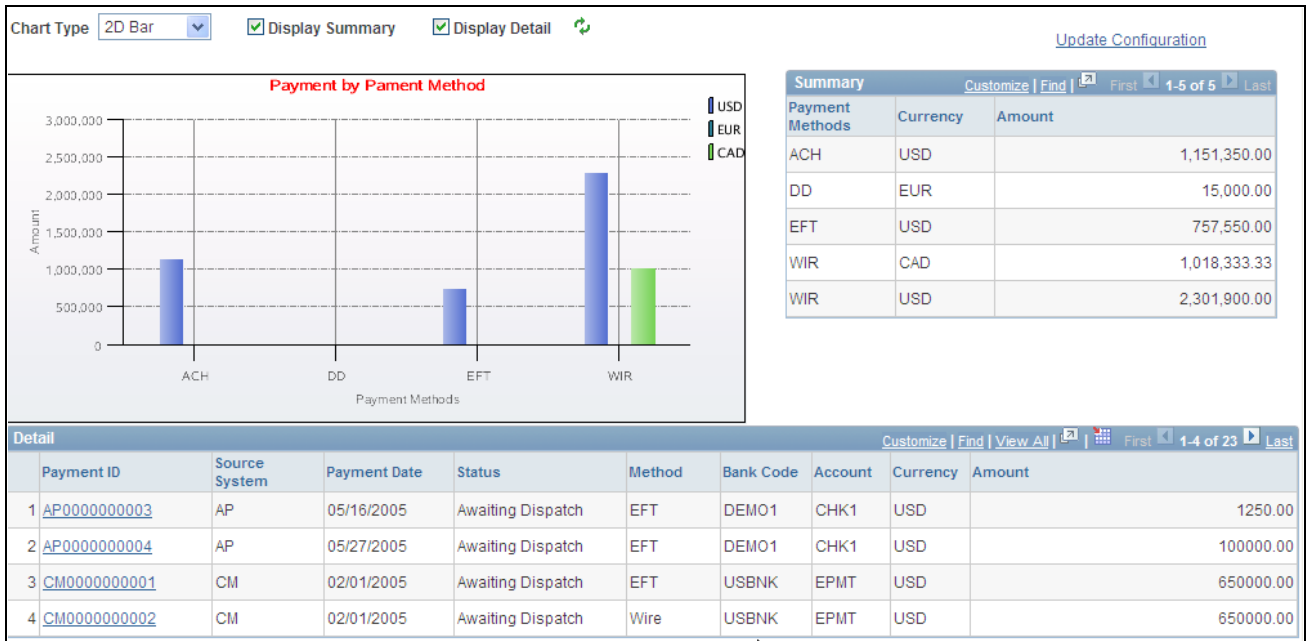 Chart Type 2D Bar Display Summary Display Detail
Update Configuration
Payment by Pament Method
USD
EUR
CAD
3,000,000
2,500,000
2,000,000
1,500,000
1,000,000
500,000
0
Amount
ACH DD EFT WIR
Payment Methods
Summary Customize | Find | First 1-5 of 5 Last
Payment Methods Currency Amount
ACH USD 1,151,350.00
DD EUR 15,000.00
EFT USD 757,550.00
WIR CAD 1,018,333.33
WIR USD 2,301,900.00
Detail Customize | Find | View All | | First 1-4 of 23 Last
Payment ID Source System Payment Date Status Method Bank Code Account Currency Amount
1 AP0000000003 AP 05/16/2005 Awaiting Dispatch EFT DEMO1 CHK1 USD 1250.00
2 AP0000000004 AP 05/27/2005 Awaiting Dispatch EFT DEMO1 CHK1 USD 100000.00
3 CM0000000001 CM 02/01/2005 Awaiting Dispatch EFT USBNK EPMT USD 650000.00
4 CM0000000002 CM 02/01/2005 Awaiting Dispatch Wire USBNK EPMT USD 650000.00